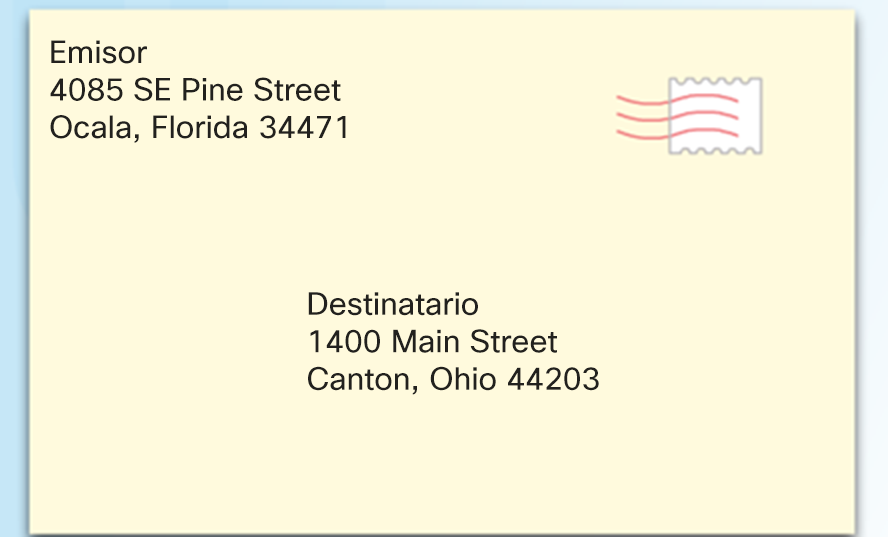 Emisor
4085 SE Pine Street
Ocala, Florida 34471
Destinatario
1400 Main Street
Canton, Ohio 44203